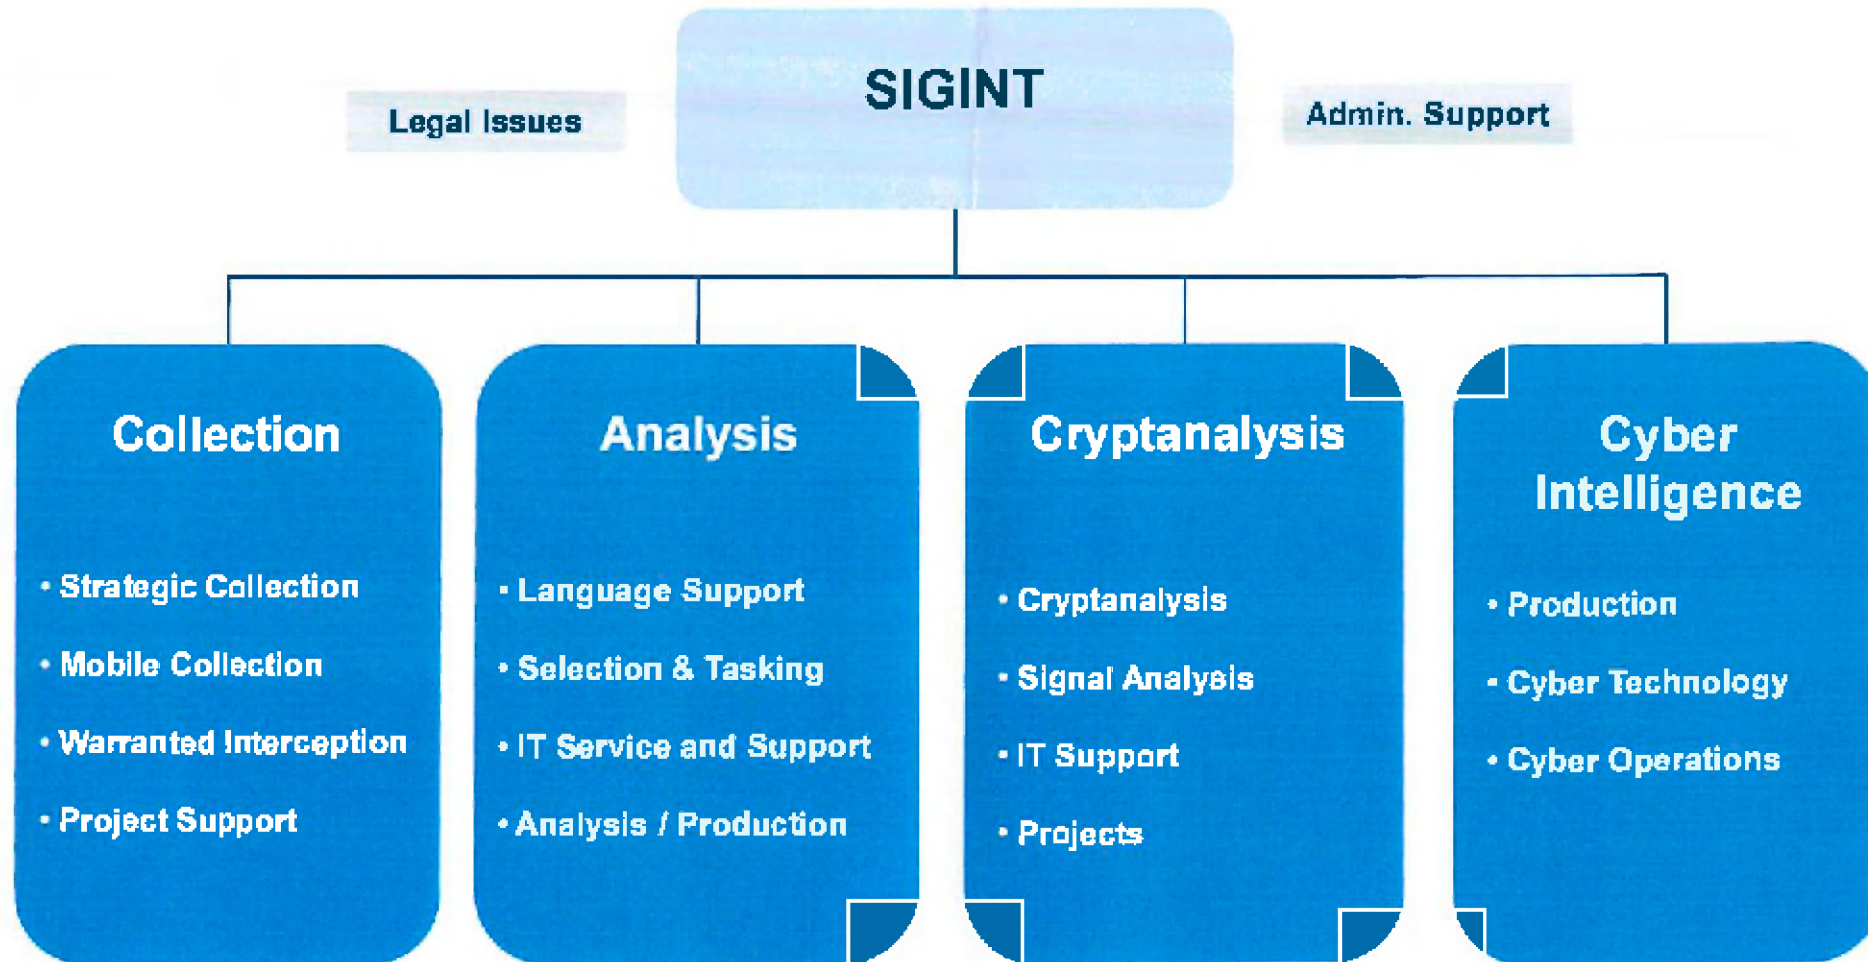 SIGINT
Legal Issues
Admin. Support
Collection
• Strategic Collection
• Mobile Collection
• Warranted Interception
• Project Support
Analysis
• Language Support
• Selection & Tasking
• IT Service and Support
• Analysis / Production
Cryptanalysis
• Cryptanalysis
• Signal Analysis
• IT Support
• Projects
Cyber
Intelligence
• Production
• Cyber Technology
• Cyber Operations